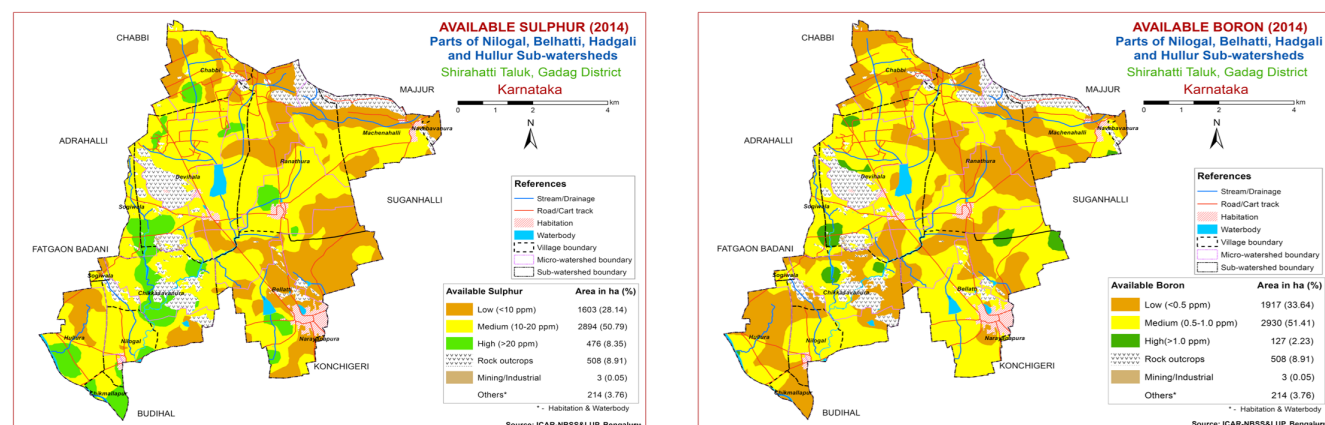 AVAILABLE SULPHUR (2014)
Parts of Nilogal, Belhatti, Hadgali
and Hullur Sub-watersheds
Shirahatti Taluk, Gadag District
Karnataka
1 0 2 4
km
N
CHABBI
Chabbi
MAJJUR
ADRAHALLI
Machenahalli
Navebavanura
Ranathura
Devihala
SUGANHALLI
Sogiwala
FATGAON BADANI
Sogiwala
Chikkasavanura
Bellatti
Hullura
Nilogal
Narayanapura
KONCHIGERI
Chikmallapur
BUDIHAL
References
Stream/Drainage
Road/Cart track
Habitation
Waterbody
Village boundary
Micro-watershed boundary
Sub-watershed boundary
Available Sulphur Area in ha (%)
Low (<10 ppm) 1603 (28.14)
Medium (10-20 ppm) 2894 (50.79)
High (>20 ppm) 476 (8.35)
Rock outcrops 508 (8.91)
Mining/Industrial 3 (0.05)
Others* 214 (3.76)
* - Habitation & Waterbody
Source: ICAR-NBSS&LUP, Bengaluru
AVAILABLE BORON (2014)
Parts of Nilogal, Belhatti, Hadgali
and Hullur Sub-watersheds
Shirahatti Taluk, Gadag District
Karnataka
1 0 2 4
km
N
CHABBI
Chabbi
MAJJUR
ADRAHALLI
Machenahalli
Navebavanura
Ranathura
Devihala
SUGANHALLI
Sogiwala
FATGAON BADANI
Sogiwala
Chikkasavanura
Bellatti
Hullura
Nilogal
Narayanapura
KONCHIGERI
Chikmallapur
BUDIHAL
References
Stream/Drainage
Road/Cart track
Habitation
Waterbody
Village boundary
Micro-watershed boundary
Sub-watershed boundary
Available Boron Area in ha (%)
Low (<0.5 ppm) 1917 (33.64)
Medium (0.5-1.0 ppm) 2930 (51.41)
High(>1.0 ppm) 127 (2.23)
Rock outcrops 508 (8.91)
Mining/Industrial 3 (0.05)
Others* 214 (3.76)
* - Habitation & Waterbody
Source: ICAR-NBSS&LUP, Bengaluru